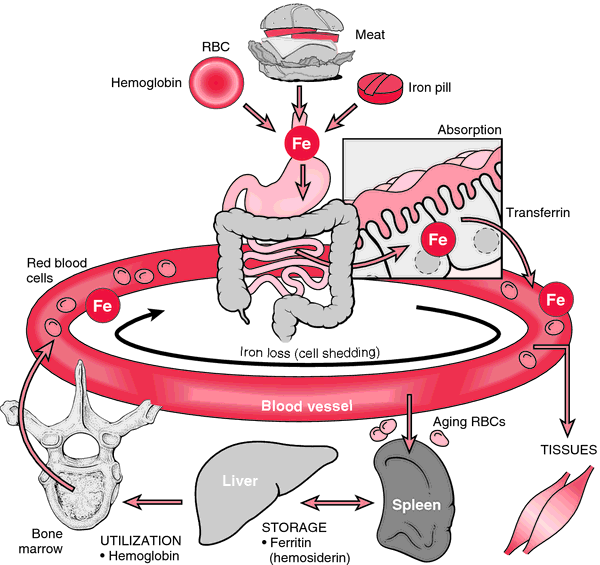 Meat
RBC
Hemoglobin
Iron pill
Fe
Absorption
Transferrin
Fe
Red blood
cells
Fe
Fe
Iron loss (cell shedding)
Blood vessel
Aging RBCs
TISSUES
Liver
Spleen
STORAGE
• Ferritin
(hemosiderin)
UTILIZATION
• Hemoglobin
Bone
marrow